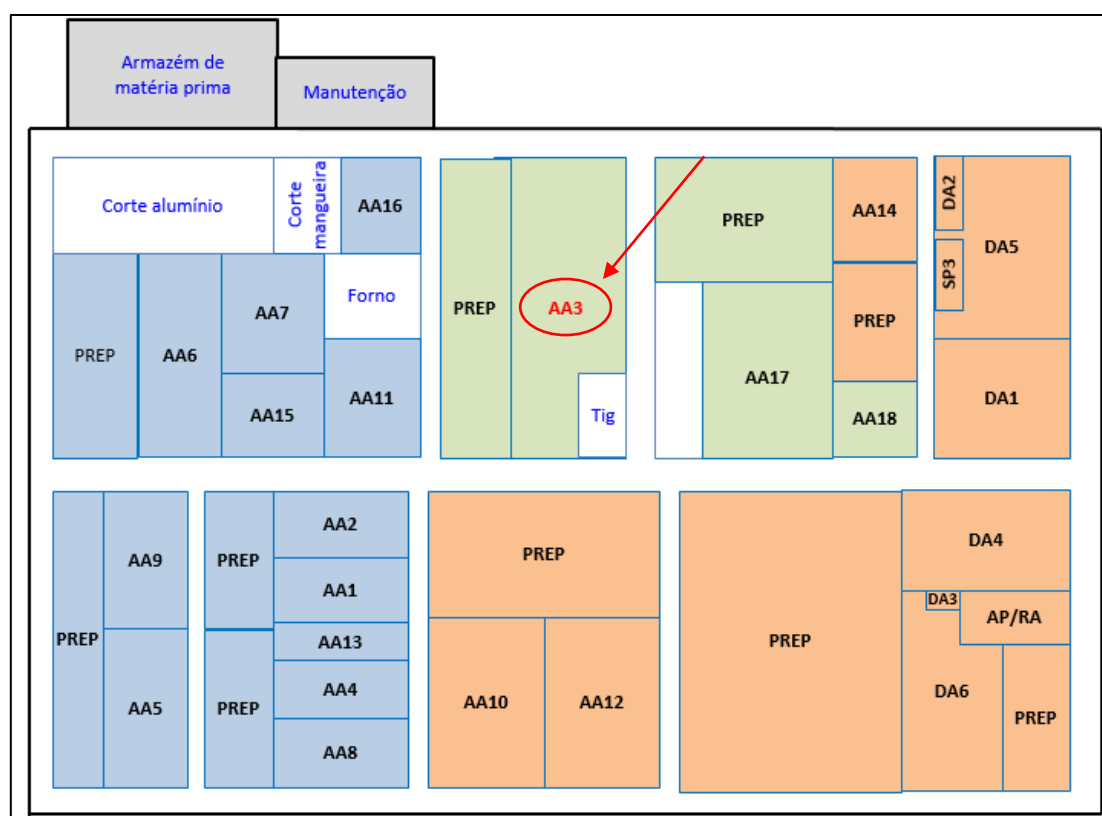 Armazém de
matéria prima
Manutenção
Corte alumínio
Corte
mangueira
AA16
PREP
AA6
AA7
Forno
AA15
AA11
PREP
AA3
Tig
PREP
AA14
PREP
AA17
AA18
DA2
SP3
DA5
DA1
PREP
AA9
AA5
PREP
PREP
AA2
AA1
AA13
AA4
AA8
PREP
AA10
AA12
PREP
DA4
DA3
AP/RA
DA6
PREP